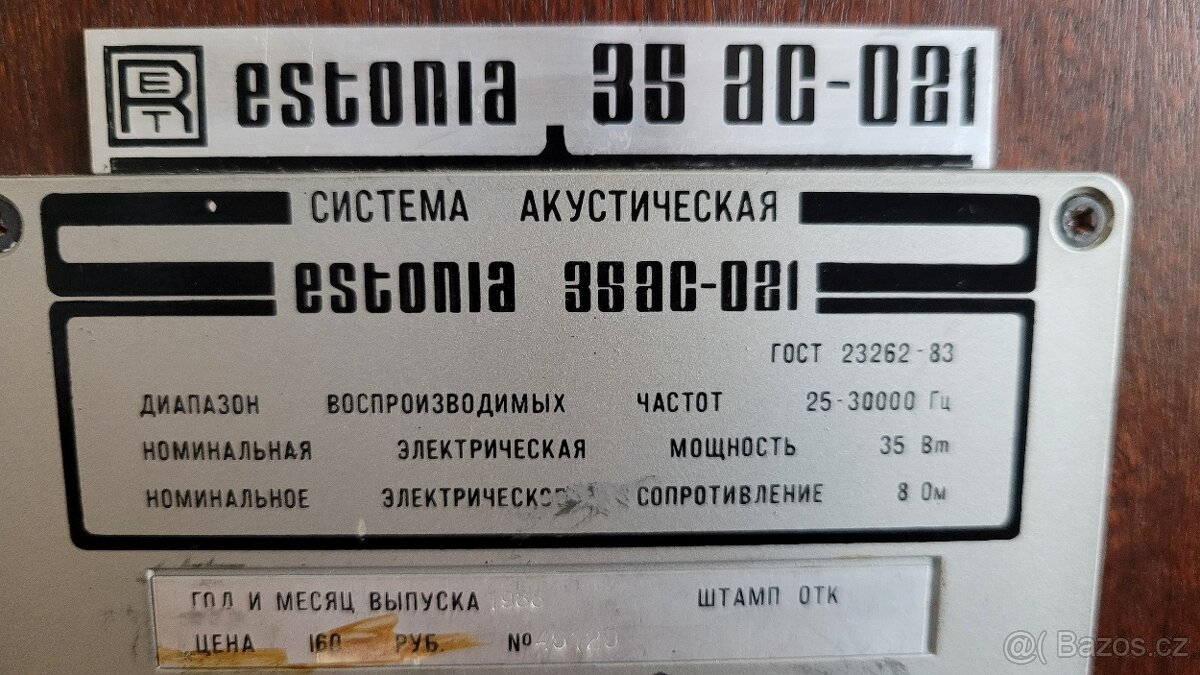 RET estonia 35 AC-021
СИСТЕМА АКУСТИЧЕСКАЯ
estonia 35AC-021
ГОСТ 23262-83
ДИАПАЗОН ВОСПРОИЗВОДИМЫХ ЧАСТОТ 25-30000 Гц
НОМИНАЛЬНАЯ ЭЛЕКТРИЧЕСКАЯ МОЩНОСТЬ 35 Вт
НОМИНАЛЬНОЕ ЭЛЕКТРИЧЕСКОЕ СОПРОТИВЛЕНИЕ 8 Ом
ГОД И МЕСЯЦ ВЫПУСКА ШТАМП ОТК
ЦЕНА 160 РУБ. №
@( Bazos.cz